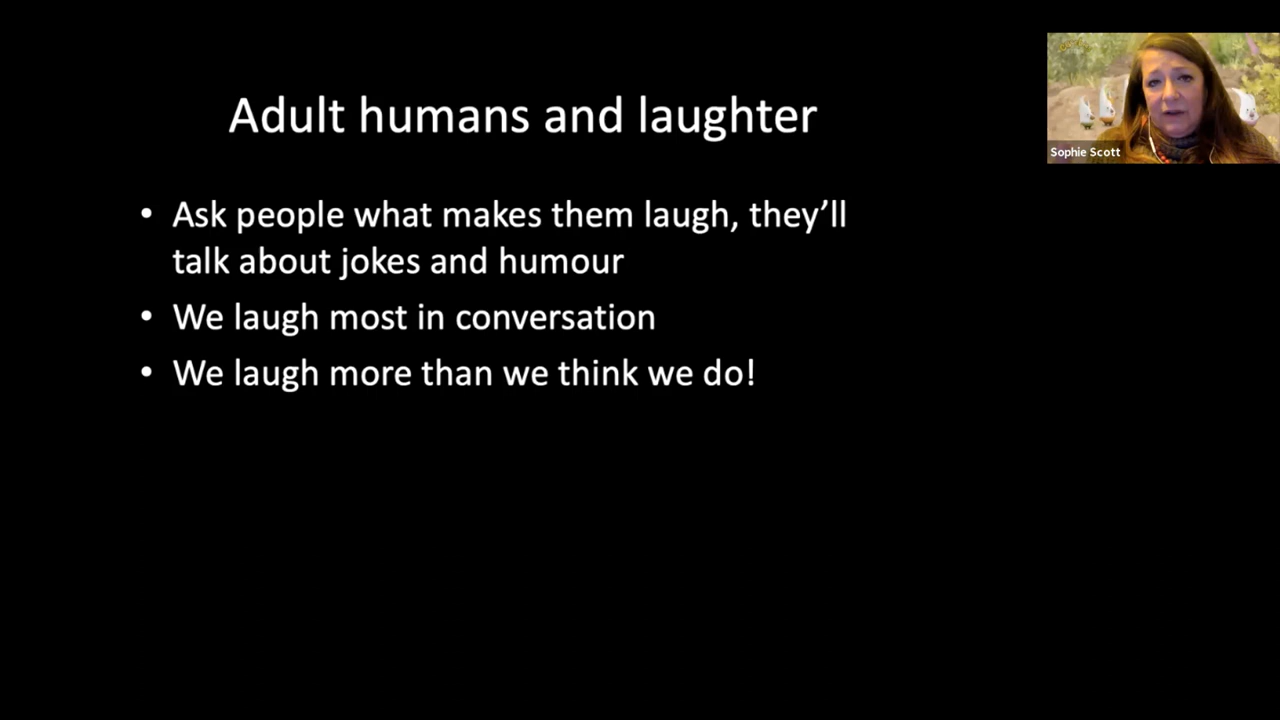 Adult humans and laughter
• Ask people what makes them laugh, they’ll
talk about jokes and humour
• We laugh most in conversation
• We laugh more than we think we do!
Sophie Scott